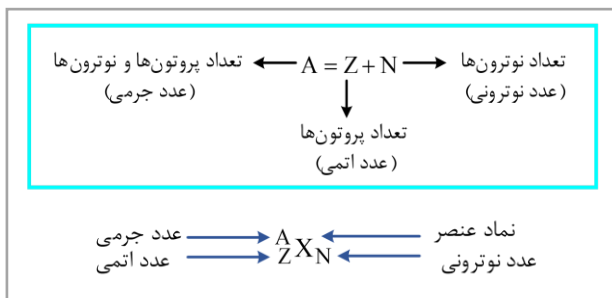 تعداد پروتون‌ها و نوترون‌ها ← A = Z + N → تعداد نوترون‌ها
(عدد جرمی) ↓ (عدد نوترونی)
تعداد پروتون‌ها
(عدد اتمی)
عدد جرمی → A X ← نماد عنصر
عدد اتمی → Z N ← عدد نوترونی